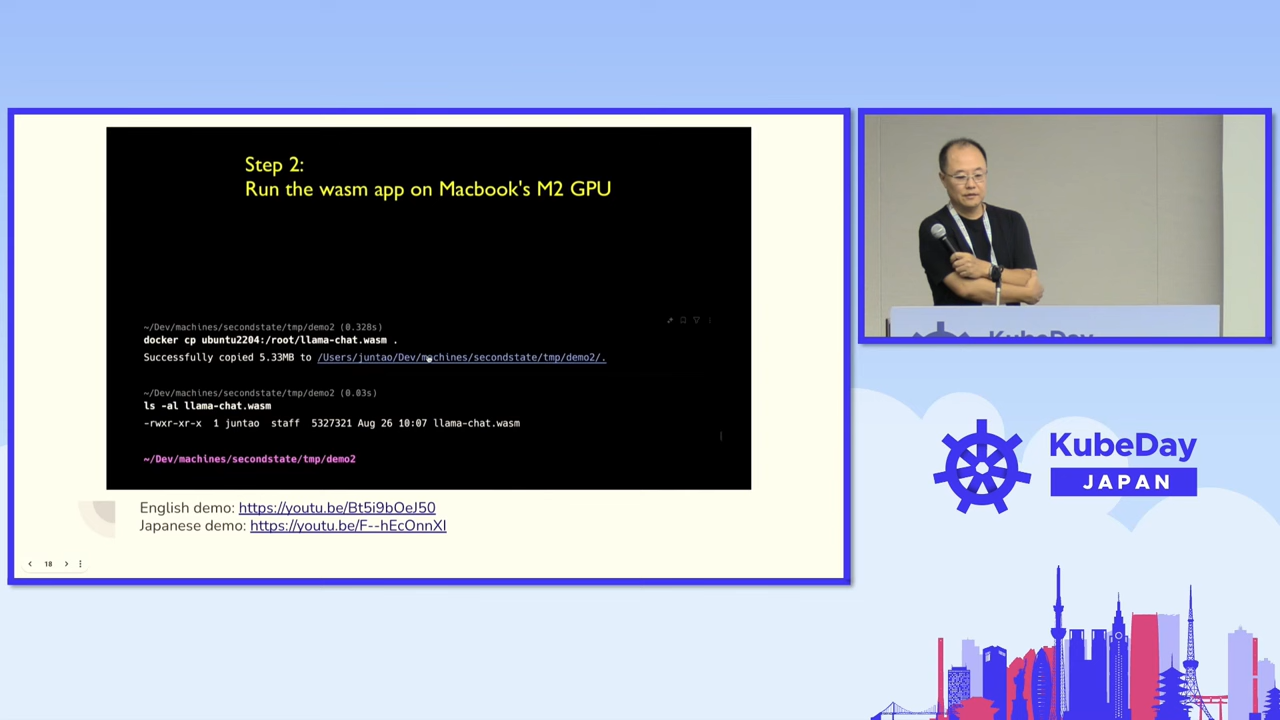 Step 2:
Run the wasm app on Macbook's M2 GPU
~/Dev/machines/secondstate/tmp/demo2 (0.328s)
docker cp ubuntu2204:/root/llama-chat.wasm .
Successfully copied 5.33MB to /Users/juntao/Dev/machines/secondstate/tmp/demo2/.
~/Dev/machines/secondstate/tmp/demo2 (0.03s)
ls -al llama-chat.wasm
-rwxr-xr-x 1 juntao staff 5327321 Aug 26 10:07 llama-chat.wasm
~/Dev/machines/secondstate/tmp/demo2
English demo: https://youtu.be/Bt5i9bOeJ50
Japanese demo: https://youtu.be/F--hEcOnnXI
18
KubeDay
JAPAN